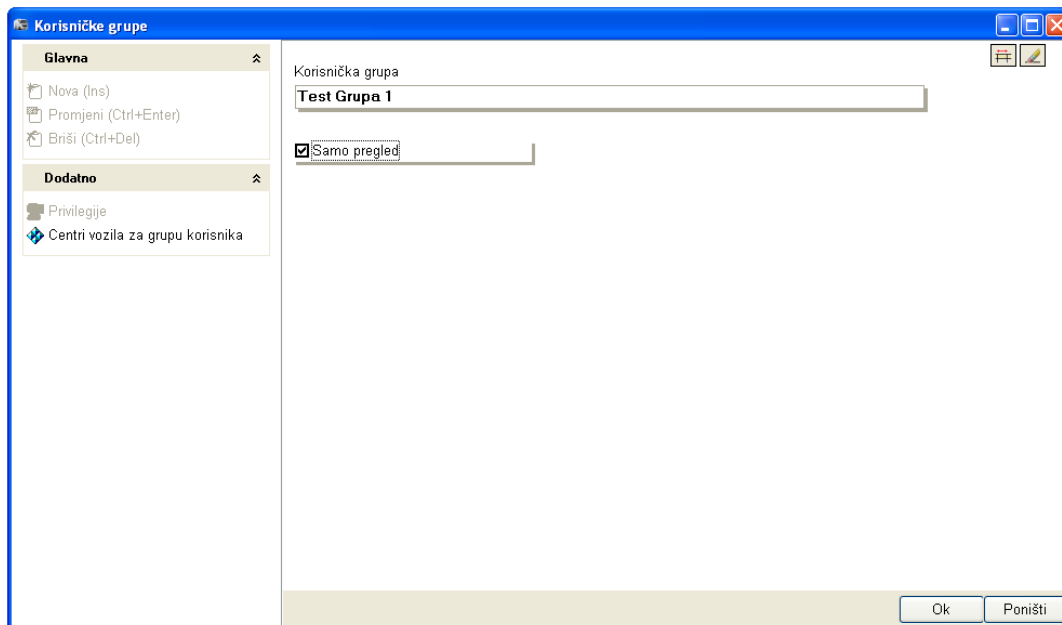 Korisničke grupe
Glavna
Nova (Ins)
Promjeni (Ctrl+Enter)
Briši (Ctrl+Del)
Dodatno
Privilegije
Centri vozila za grupu korisnika
Korisnička grupa
Test Grupa 1
Samo pregled
Ok
Poništi